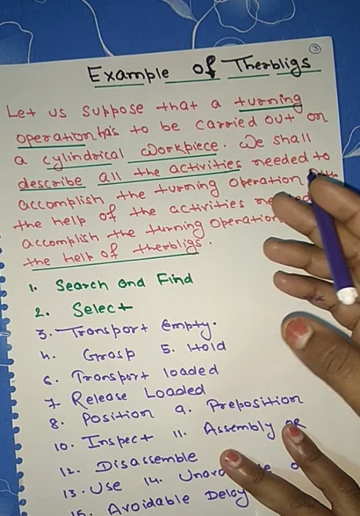 3
Example of Therbligs
Let us suppose that a turning
operation has to be carried out on
a cylindrical workpiece. We shall
describe all the activities needed to
accomplish the turning operation
the help of the activities
accomplish the turning operation
the help of therbligs.
1. Search and Find
2. Select
3. Transport Empty.
4. Grasp 5. Hold
6. Transport loaded
7. Release Loaded
8. Position 9. Preposition
10. Inspect 11. Assembly
12. Disassemble
13. Use 14.
15. Avoidable Delay